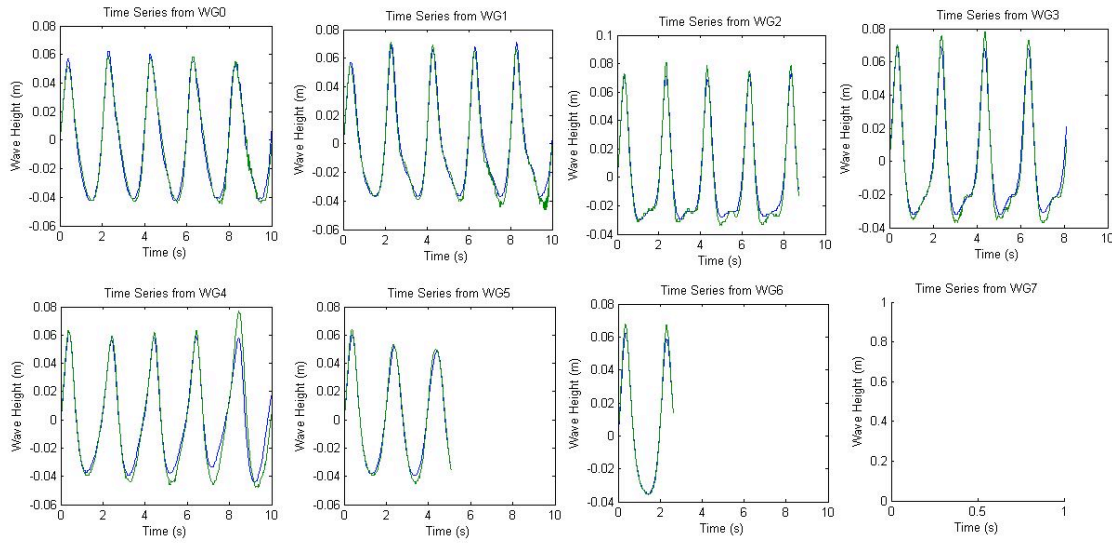 Time Series from WG0
Wave Height (m)
0.08
0.06
0.04
0.02
0
-0.02
-0.04
-0.06
0 2 4 6 8 10
Time (s)
Time Series from WG1
Wave Height (m)
0.08
0.06
0.04
0.02
0
-0.02
-0.04
-0.06
0 2 4 6 8 10
Time (s)
Time Series from WG2
Wave Height (m)
0.1
0.08
0.06
0.04
0.02
0
-0.02
-0.04
0 2 4 6 8 10
Time (s)
Time Series from WG3
Wave Height (m)
0.08
0.06
0.04
0.02
0
-0.02
-0.04
0 2 4 6 8 10
Time (s)
Time Series from WG4
Wave Height (m)
0.08
0.06
0.04
0.02
0
-0.02
-0.04
-0.06
0 2 4 6 8 10
Time (s)
Time Series from WG5
Wave Height (m)
0.08
0.06
0.04
0.02
0
-0.02
-0.04
-0.06
0 2 4 6 8 10
Time (s)
Time Series from WG6
Wave Height (m)
0.08
0.06
0.04
0.02
0
-0.02
-0.04
0 2 4 6 8 10
Time (s)
Time Series from WG7
Wave Height (m)
1
0.8
0.6
0.4
0.2
0
0 0.5 1
Time (s)